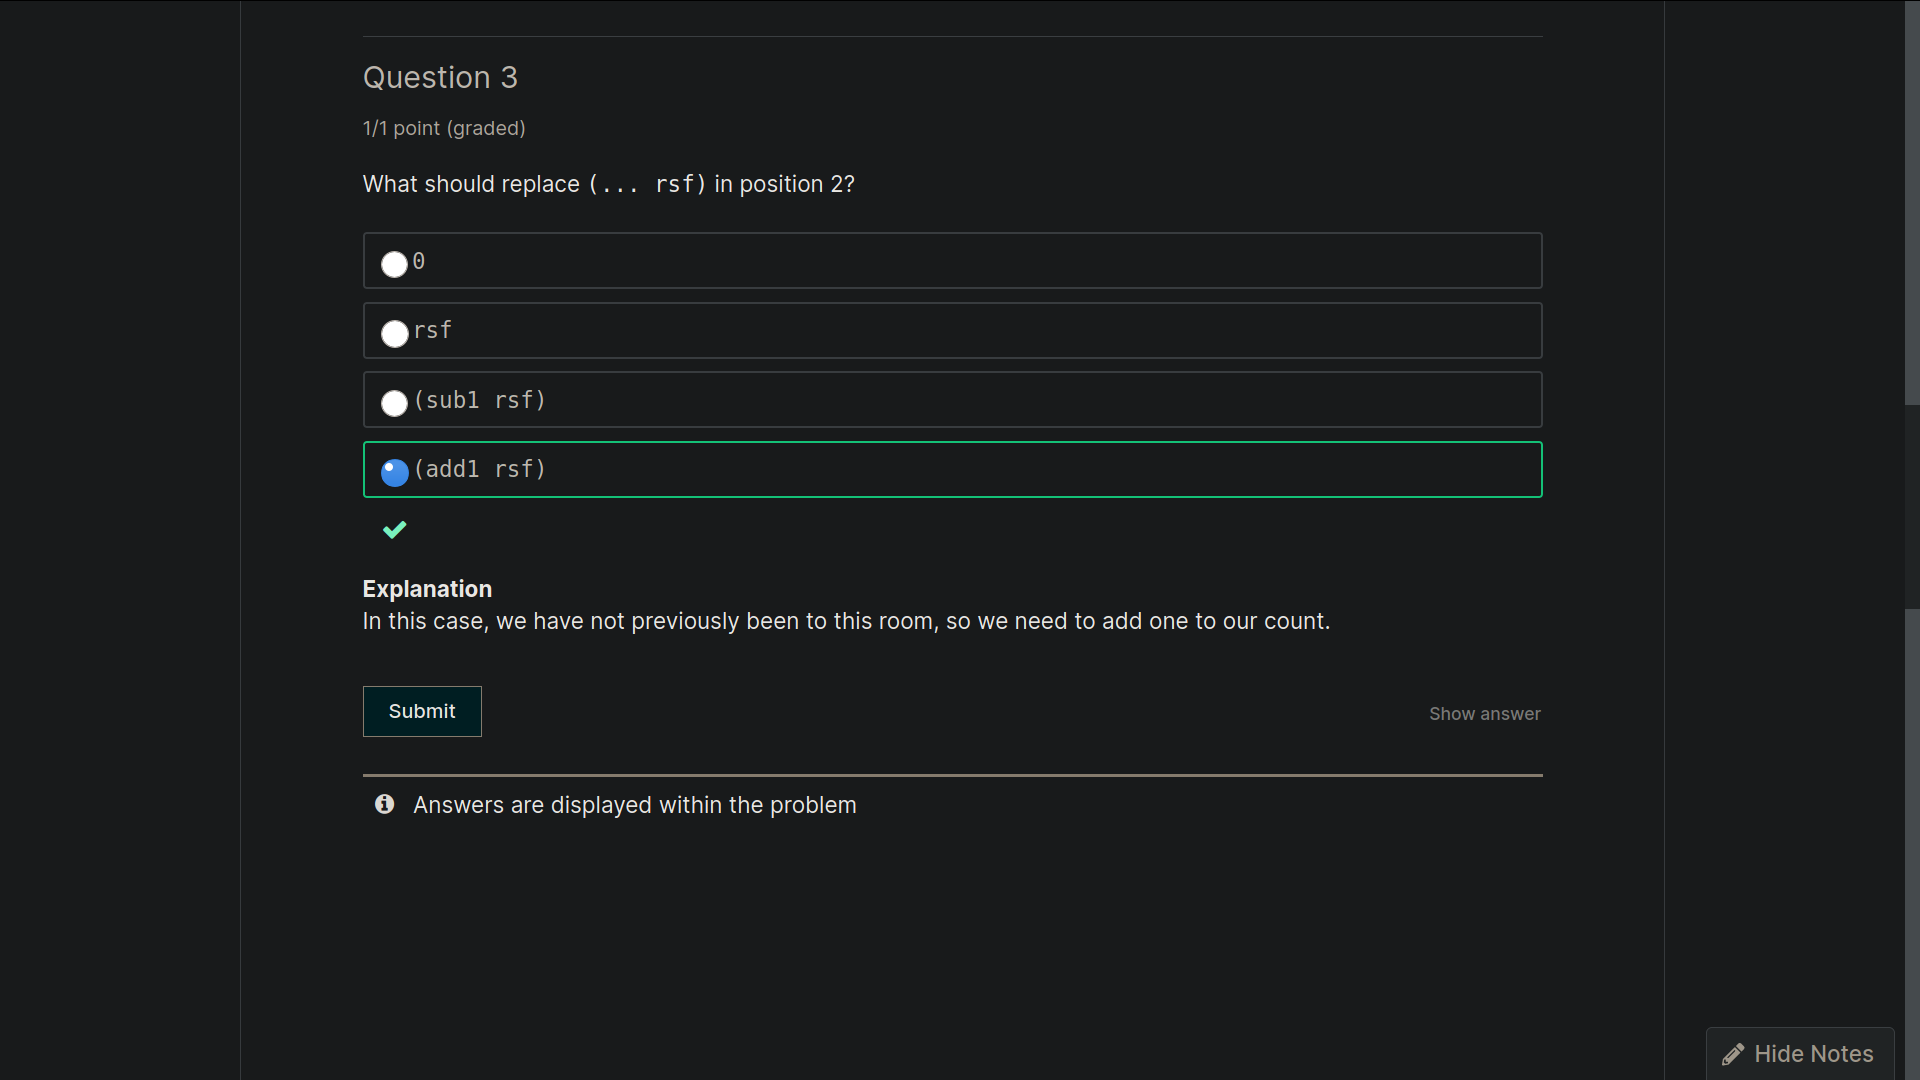 Question 3
1/1 point (graded)
What should replace (... rsf) in position 2?
0
rsf
(sub1 rsf)
(add1 rsf)
Explanation
In this case, we have not previously been to this room, so we need to add one to our count.
Submit
Show answer
Answers are displayed within the problem
Hide Notes